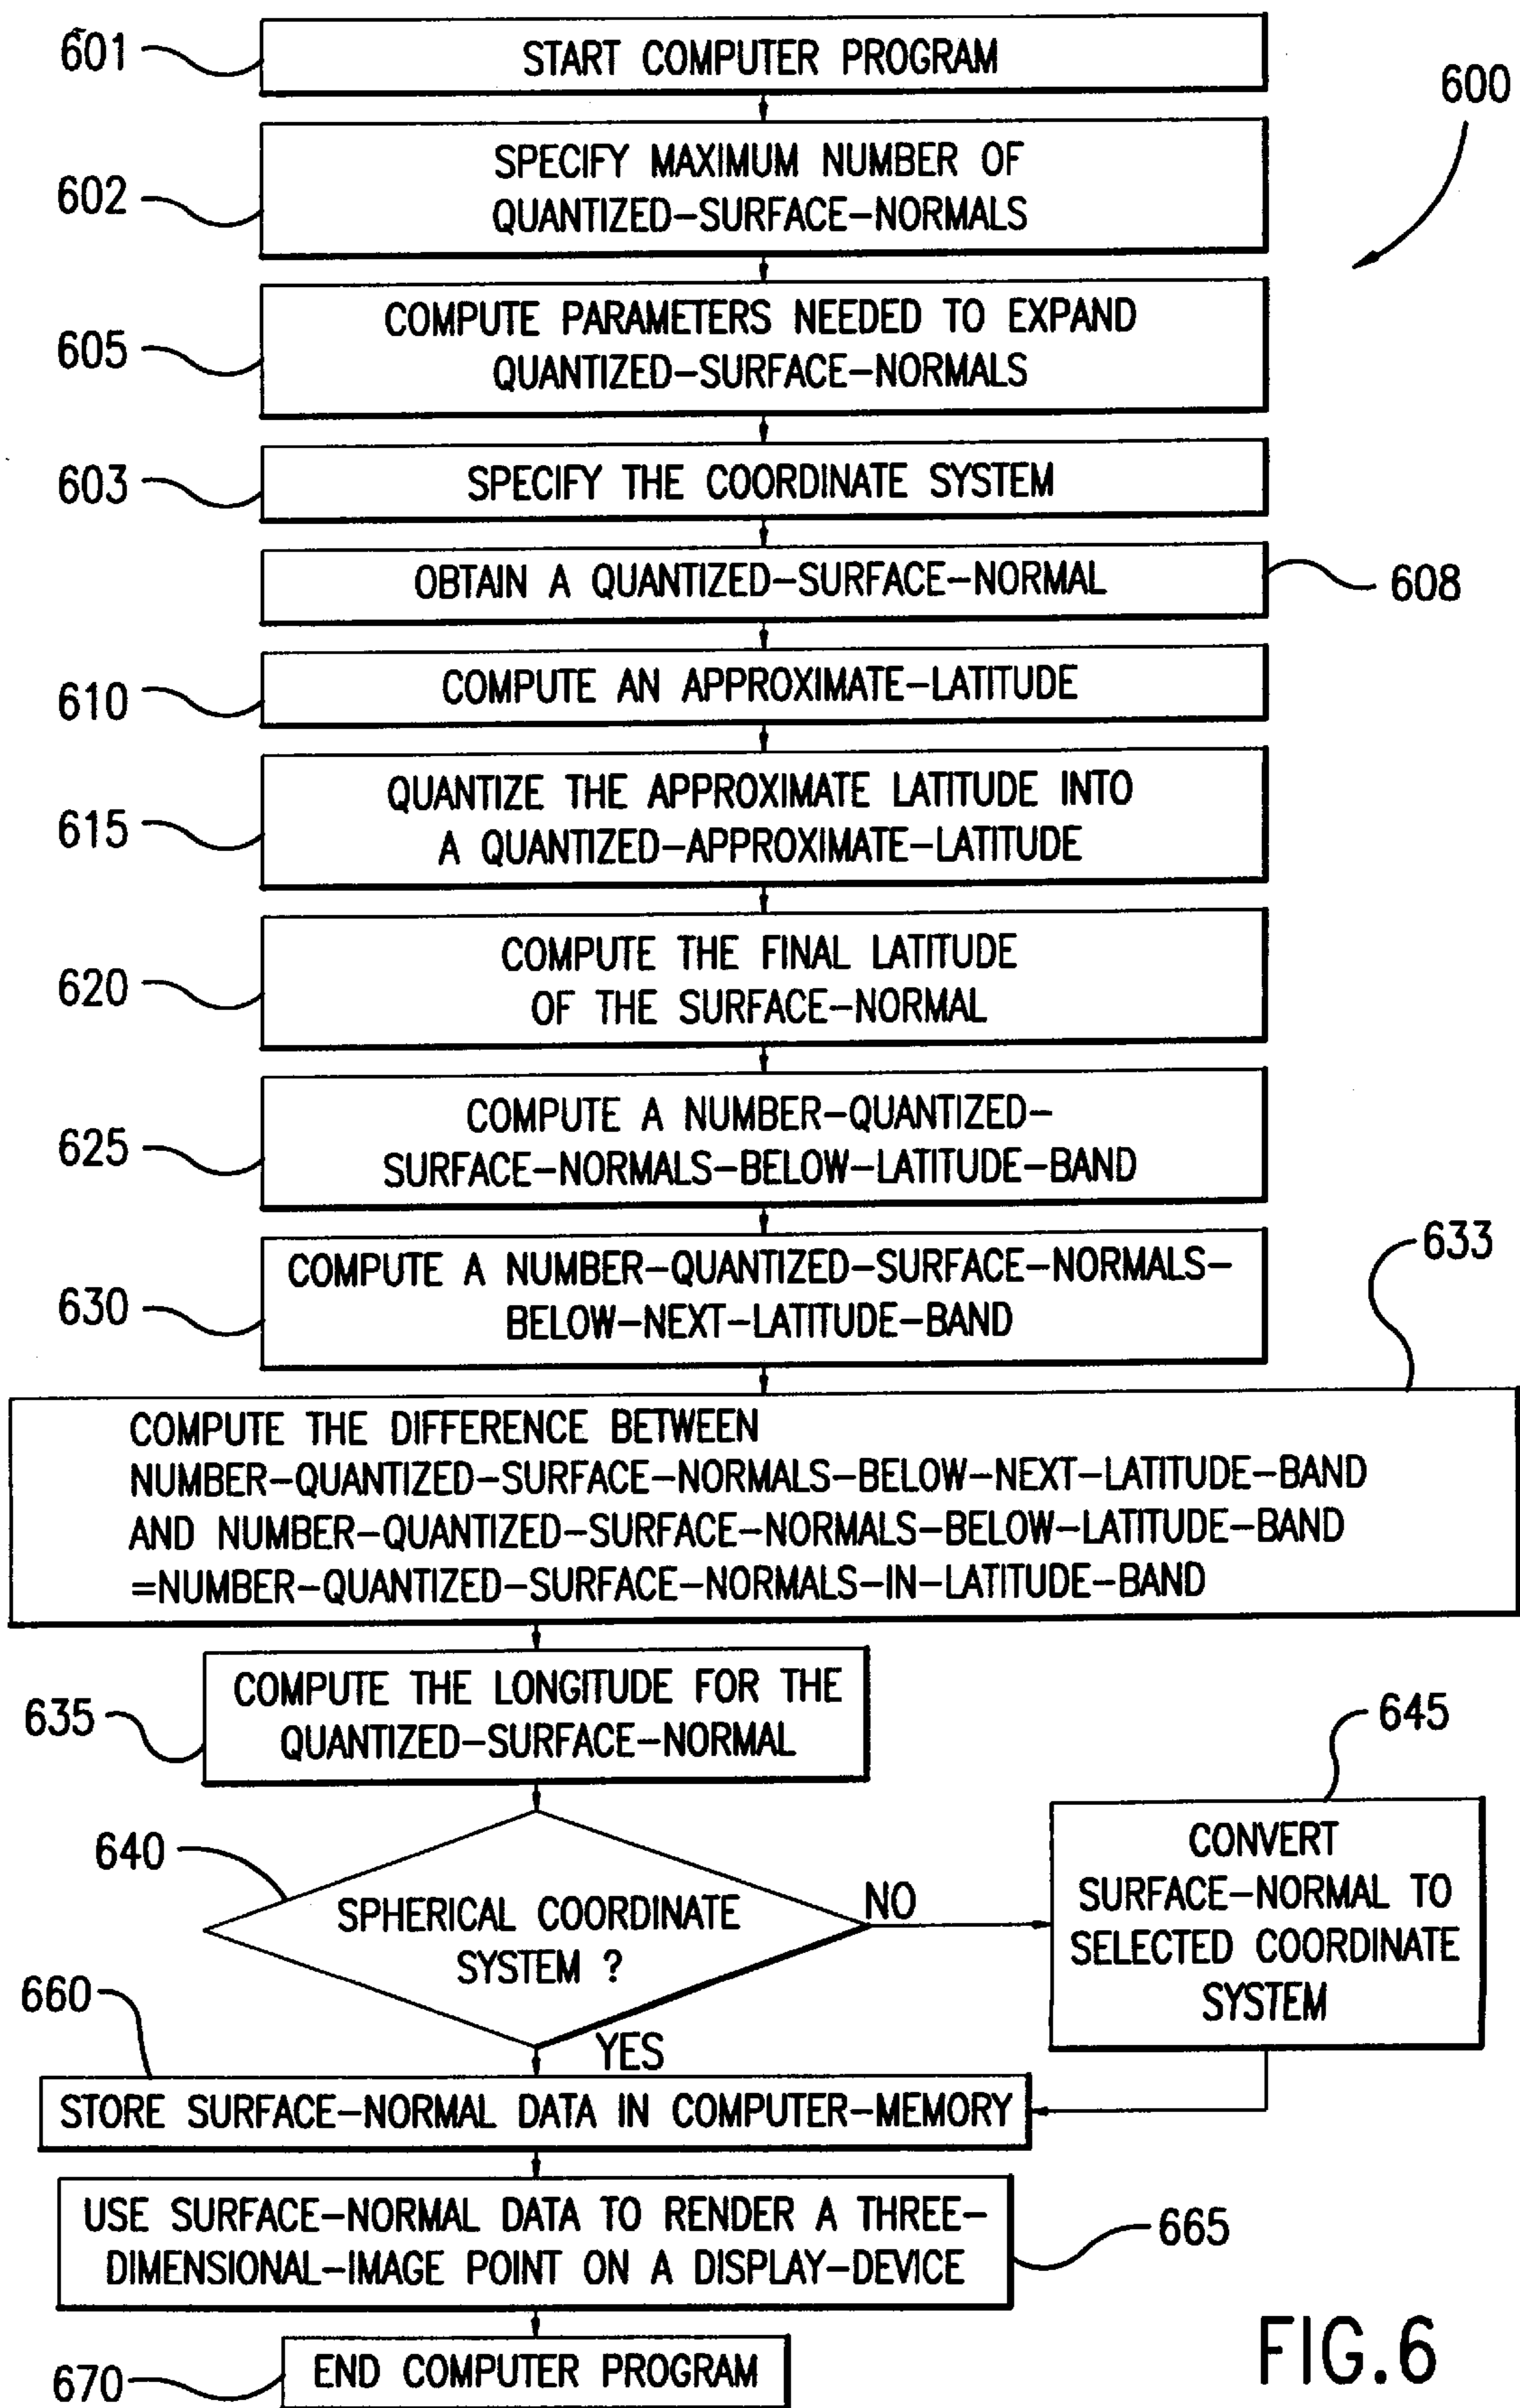 601
START COMPUTER PROGRAM
600
602
SPECIFY MAXIMUM NUMBER OF
QUANTIZED-SURFACE-NORMALS
605
COMPUTE PARAMETERS NEEDED TO EXPAND
QUANTIZED-SURFACE-NORMALS
603
SPECIFY THE COORDINATE SYSTEM
OBTAIN A QUANTIZED-SURFACE-NORMAL
608
610
COMPUTE AN APPROXIMATE-LATITUDE
615
QUANTIZE THE APPROXIMATE LATITUDE INTO
A QUANTIZED-APPROXIMATE-LATITUDE
620
COMPUTE THE FINAL LATITUDE
OF THE SURFACE-NORMAL
625
COMPUTE A NUMBER-QUANTIZED-
SURFACE-NORMALS-BELOW-LATITUDE-BAND
630
COMPUTE A NUMBER-QUANTIZED-SURFACE-NORMALS-
BELOW-NEXT-LATITUDE-BAND
633
COMPUTE THE DIFFERENCE BETWEEN
NUMBER-QUANTIZED-SURFACE-NORMALS-BELOW-NEXT-LATITUDE-BAND
AND NUMBER-QUANTIZED-SURFACE-NORMALS-BELOW-LATITUDE-BAND
=NUMBER-QUANTIZED-SURFACE-NORMALS-IN-LATITUDE-BAND
635
COMPUTE THE LONGITUDE FOR THE
QUANTIZED-SURFACE-NORMAL
640
SPHERICAL COORDINATE
SYSTEM ?
NO
YES
645
CONVERT
SURFACE-NORMAL TO
SELECTED COORDINATE
SYSTEM
660
STORE SURFACE-NORMAL DATA IN COMPUTER-MEMORY
USE SURFACE-NORMAL DATA TO RENDER A THREE-
DIMENSIONAL-IMAGE POINT ON A DISPLAY-DEVICE
665
670
END COMPUTER PROGRAM
FIG.6